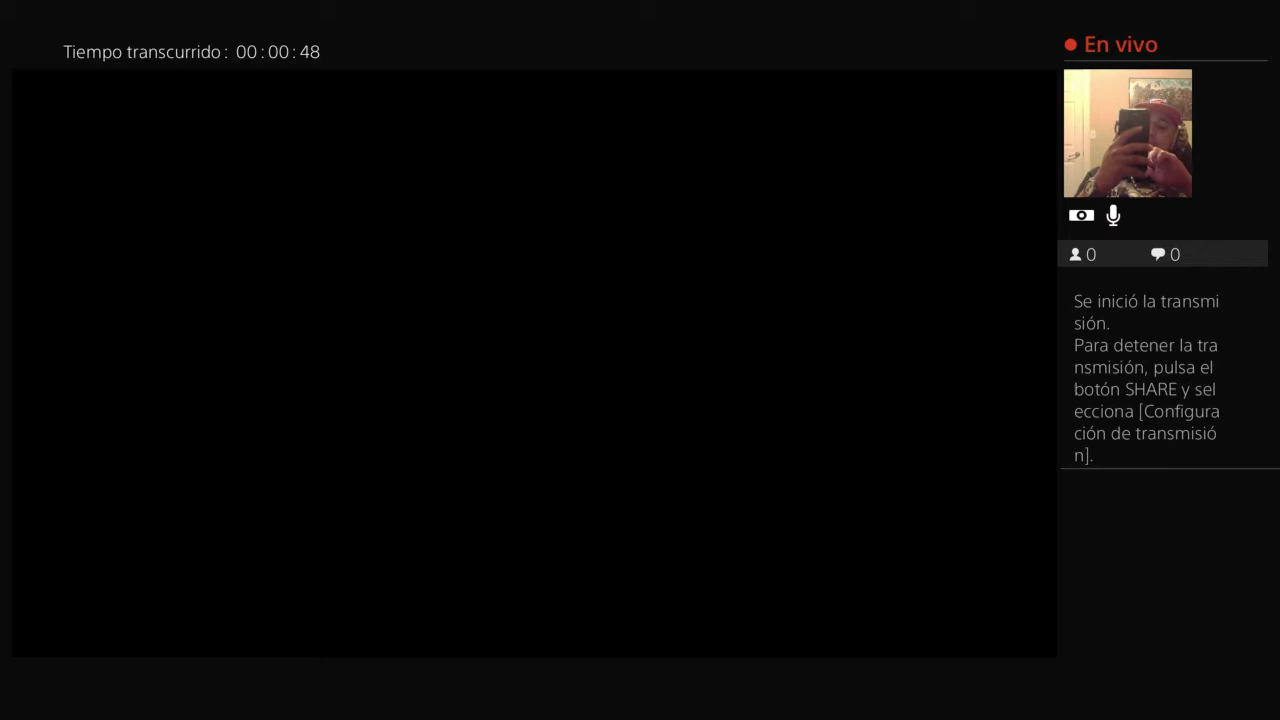 Tiempo transcurrido: 00:00:48
En vivo
0 0
Se inició la transmi
sión.
Para detener la tra
nsmisión, pulsa el
botón SHARE y sel
ecciona [Configura
ción de transmisió
n].